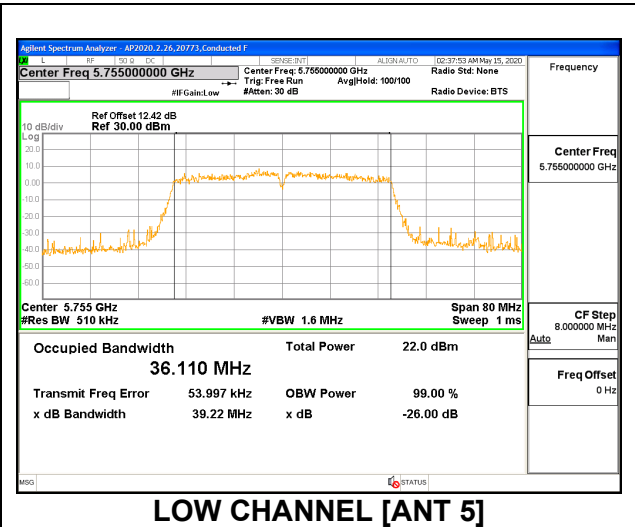 Agilent Spectrum Analyzer - AP2020.2.26,20773,Conducted F
L RF 50 Ω DC SENSE:INT ALIGN AUTO 02:37:53 AM May 15, 2020
Center Freq 5.755000000 GHz Center Freq: 5.755000000 GHz Radio Std: None Frequency
Trig: Free Run Avg|Hold: 100/100
#IFGain:Low #Atten: 30 dB Radio Device: BTS
Ref Offset 12.42 dB
10 dB/div Ref 30.00 dBm
Log
20.0
10.0
0.00
-10.0
-20.0
-30.0
-40.0
-50.0
-60.0
Center Freq
5.755000000 GHz
Center 5.755 GHz Span 80 MHz
#Res BW 510 kHz #VBW 1.6 MHz Sweep 1 ms
CF Step
8.000000 MHz
Auto Man
Occupied Bandwidth Total Power 22.0 dBm
36.110 MHz
Transmit Freq Error 53.997 kHz OBW Power 99.00 %
x dB Bandwidth 39.22 MHz x dB -26.00 dB
Freq Offset
0 Hz
MSG STATUS
LOW CHANNEL [ANT 5]